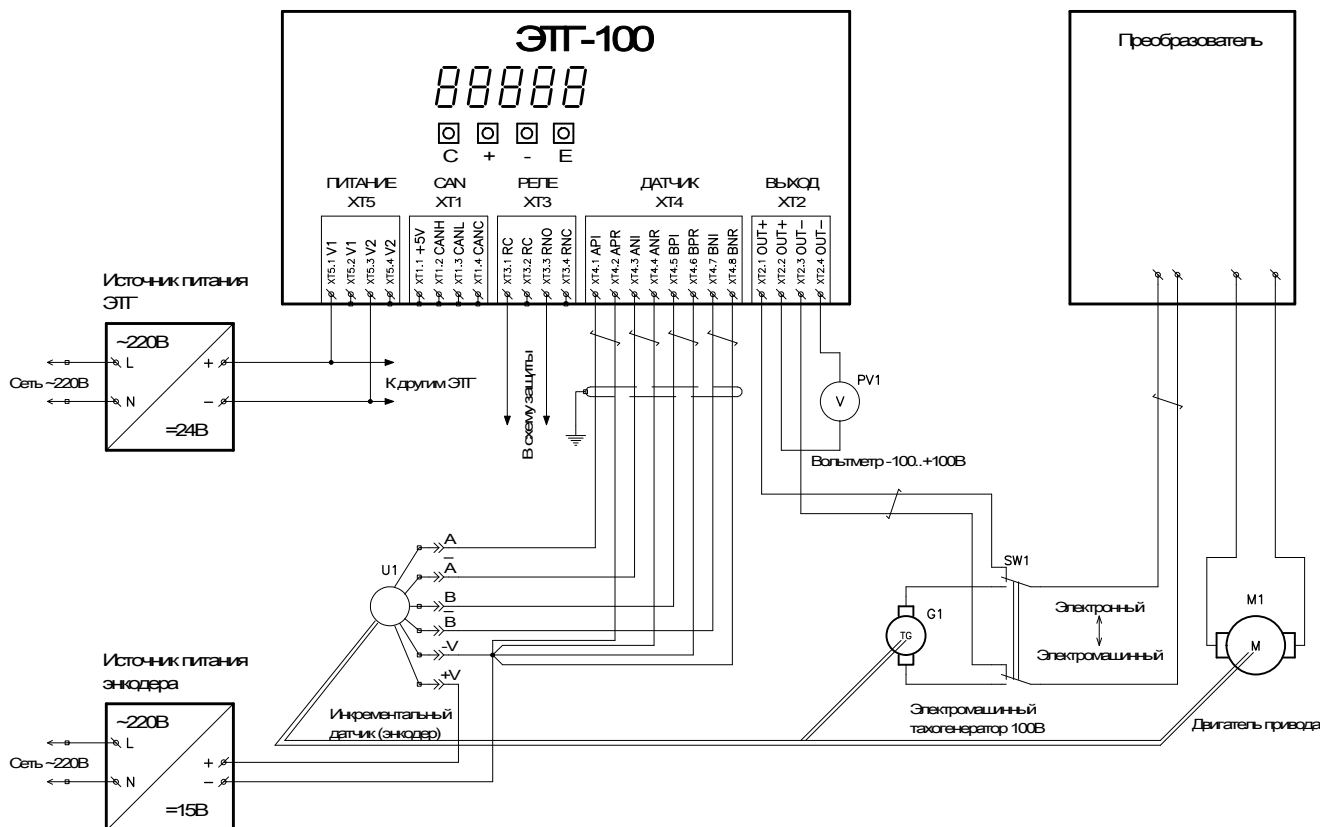 ЭТГ-100
Преобразователь
88888
C + - E
ПИТАНИЕ
XT5
CAN
XT1
РЕЛЕ
XT3
ДАТЧИК
XT4
ВЫХОД
XT2
XT5.1 V1
XT5.2 V1
XT5.3 V2
XT5.4 V2
XT1.1 +5V
XT1.2 CANH
XT1.3 CANL
XT1.4 CANC
XT3.1 RC
XT3.2 RC
XT3.3 RNO
XT3.4 RNC
XT4.1 API
XT4.2 APR
XT4.3 ANI
XT4.4 ANR
XT4.5 BPI
XT4.6 BPR
XT4.7 BNI
XT4.8 BNR
XT2.1 OUT+
XT2.2 OUT+
XT2.3 OUT-
XT2.4 OUT-
Источник питания
ЭТГ
~220В
L
N
+
-
=24В
Сеть ~220В
К другим ЭТГ
В схему защиты
PV1
V
Вольтметр -100..+100В
U1
A
A̅
B
B̅
-V
+V
SW1
G1
TG
Электронный
Электромашинный
M1
M
Источник питания
энкодера
~220В
L
N
+
-
=15В
Сеть ~220В
Инкрементальный
датчик (энкодер)
Электромашинный
тахогенератор 100В
Двигатель привода